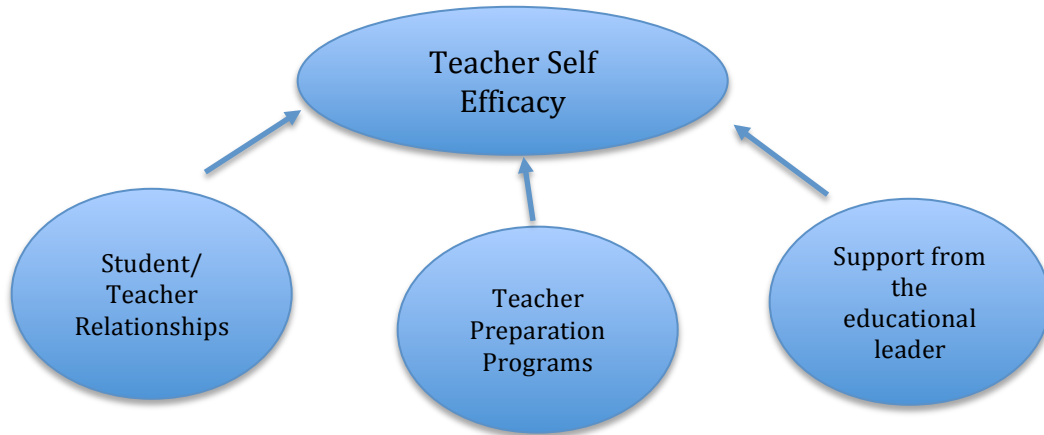 Teacher Self
Efficacy
Student/
Teacher
Relationships
Teacher
Preparation
Programs
Support from
the
educational
leader